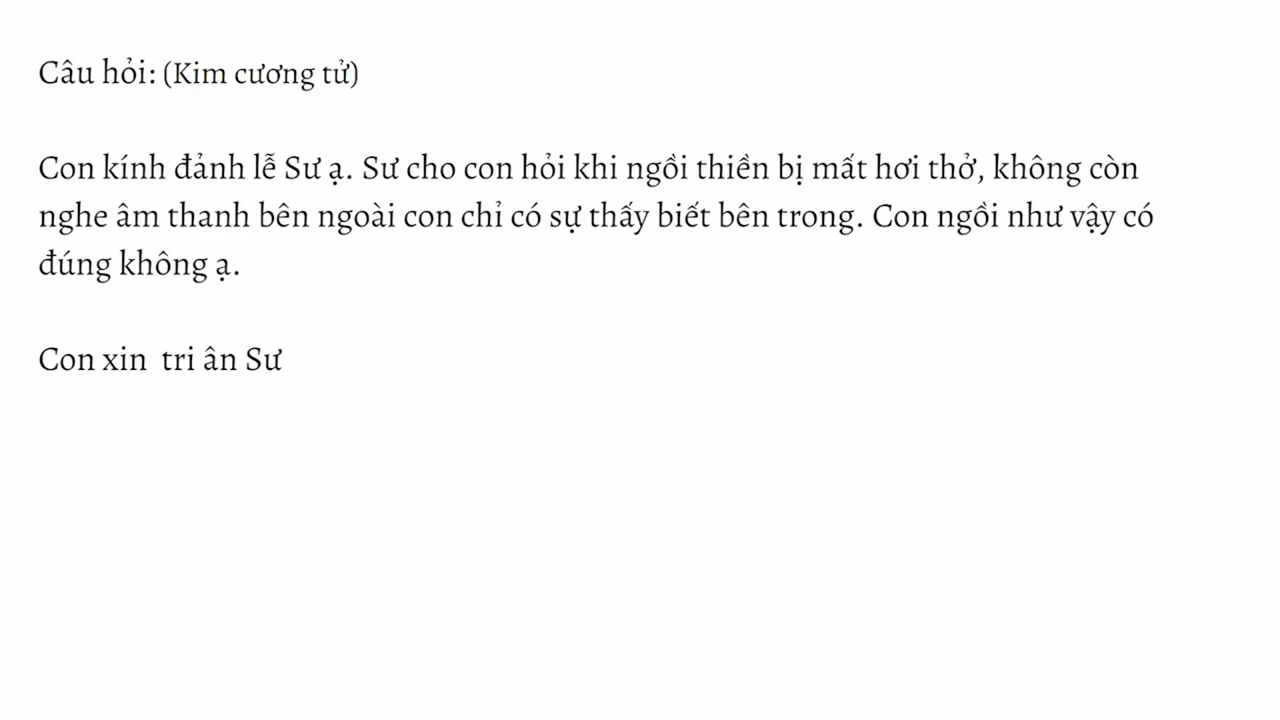 Câu hỏi: (Kim cương tử)
Con kính đảnh lễ Sư ạ. Sư cho con hỏi khi ngồi thiền bị mất hơi thở, không còn
nghe âm thanh bên ngoài con chỉ có sự thấy biết bên trong. Con ngồi như vậy có
đúng không ạ.
Con xin  tri ân Sư